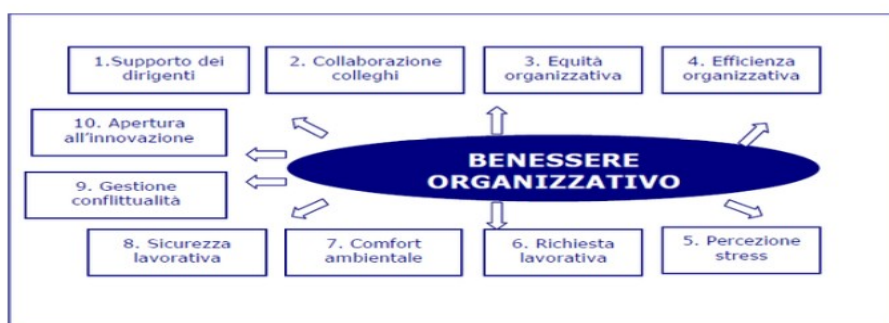 1.Supporto dei
dirigenti
2. Collaborazione
colleghi
3. Equità
organizzativa
4. Efficienza
organizzativa
10. Apertura
all'innovazione
BENESSERE
ORGANIZZATIVO
9. Gestione
conflittualità
8. Sicurezza
lavorativa
7. Comfort
ambientale
6. Richiesta
lavorativa
5. Percezione
stress